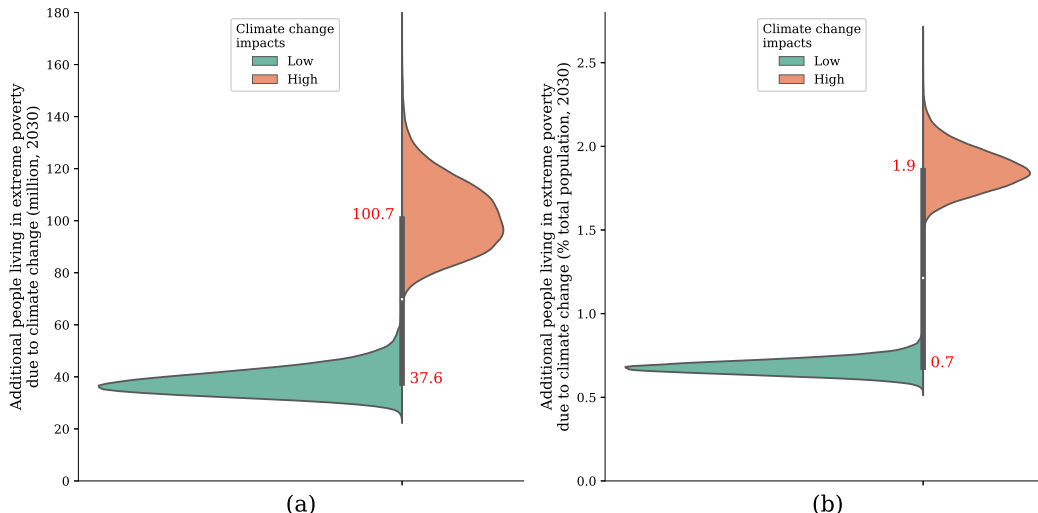 Additional people living in extreme poverty
due to climate change (million, 2030)
180
160
140
120
100
80
60
40
20
0
Climate change
impacts
Low
High
100.7
37.6
(a)
Additional people living in extreme poverty
due to climate change (% total population, 2030)
2.5
2.0
1.5
1.0
0.5
0.0
Climate change
impacts
Low
High
1.9
0.7
(b)